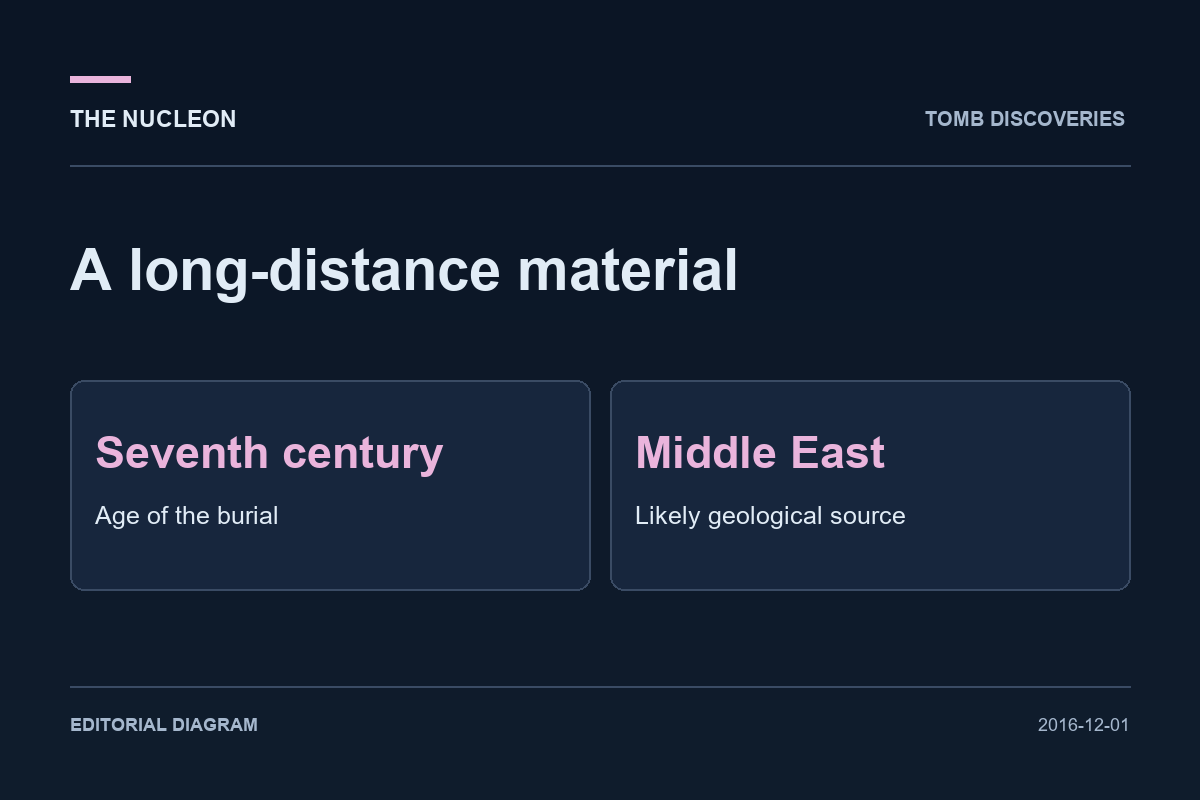 THE NUCLEON
TOMB DISCOVERIES
A long-distance material
Seventh century
Age of the burial
Middle East
Likely geological source
EDITORIAL DIAGRAM
2016-12-01